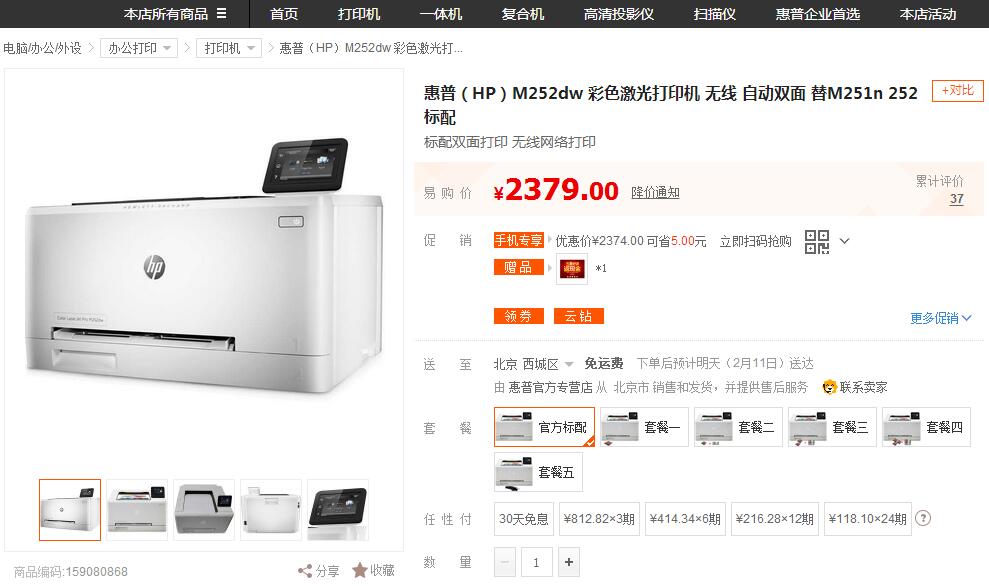 本店所有商品 首页 打印机 一体机 复合机 高清投影仪 扫描仪 惠普企业首选 本店活动
电脑/办公/外设 办公打印 打印机 惠普（HP）M252dw 彩色激光打...
惠普（HP）M252dw 彩色激光打印机 无线 自动双面 替M251n 252
标配
+对比
标配双面打印 无线网络打印
易购价 ¥2379.00 降价通知
累计评价
37
促销 手机专享 优惠价¥2374.00 可省5.00元 立即扫码抢购
赠品 *1
领券 云钻 更多促销
送至 北京 西城区 免运费 下单后预计明天（2月11日）送达
由 惠普官方专营店 从 北京市 销售和发货，并提供售后服务 联系卖家
套餐 官方标配 套餐一 套餐二 套餐三 套餐四
套餐五
任性付 30天免息 ¥812.82×3期 ¥414.34×6期 ¥216.28×12期 ¥118.10×24期 ?
数量 − 1 +
HEWLETT-PACKARD
hp
Color LaserJet Pro M252dw
商品编码:159080868 分享 收藏